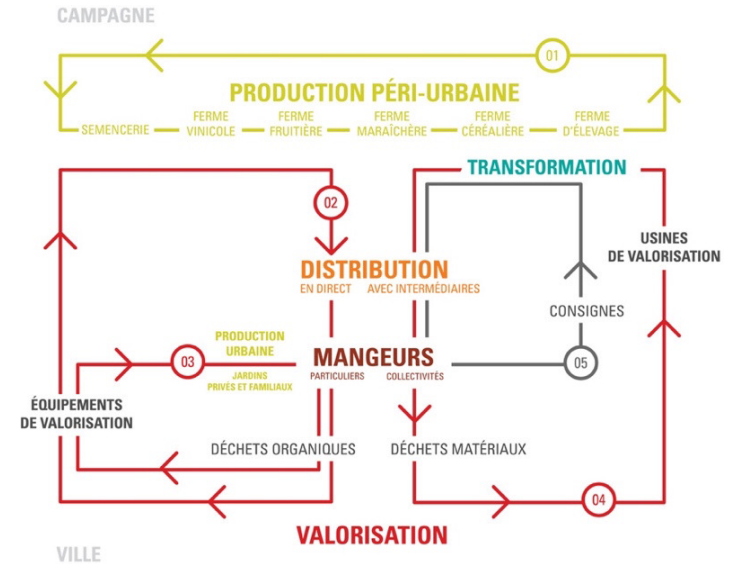 CAMPAGNE
01
PRODUCTION PÉRI-URBAINE
SEMENCERIE
FERME
VINICOLE
FERME
FRUITIÈRE
FERME
MARAÎCHÈRE
FERME
CÉRÉALIÈRE
FERME
D'ÉLEVAGE
TRANSFORMATION
02
USINES
DE VALORISATION
DISTRIBUTION
EN DIRECT AVEC INTERMÉDIAIRES
CONSIGNES
PRODUCTION
URBAINE
03
JARDINS
PRIVÉS ET FAMILIAUX
MANGEURS
PARTICULIERS COLLECTIVITÉS
05
ÉQUIPEMENTS
DE VALORISATION
DÉCHETS ORGANIQUES
DÉCHETS MATÉRIAUX
04
VALORISATION
VILLE